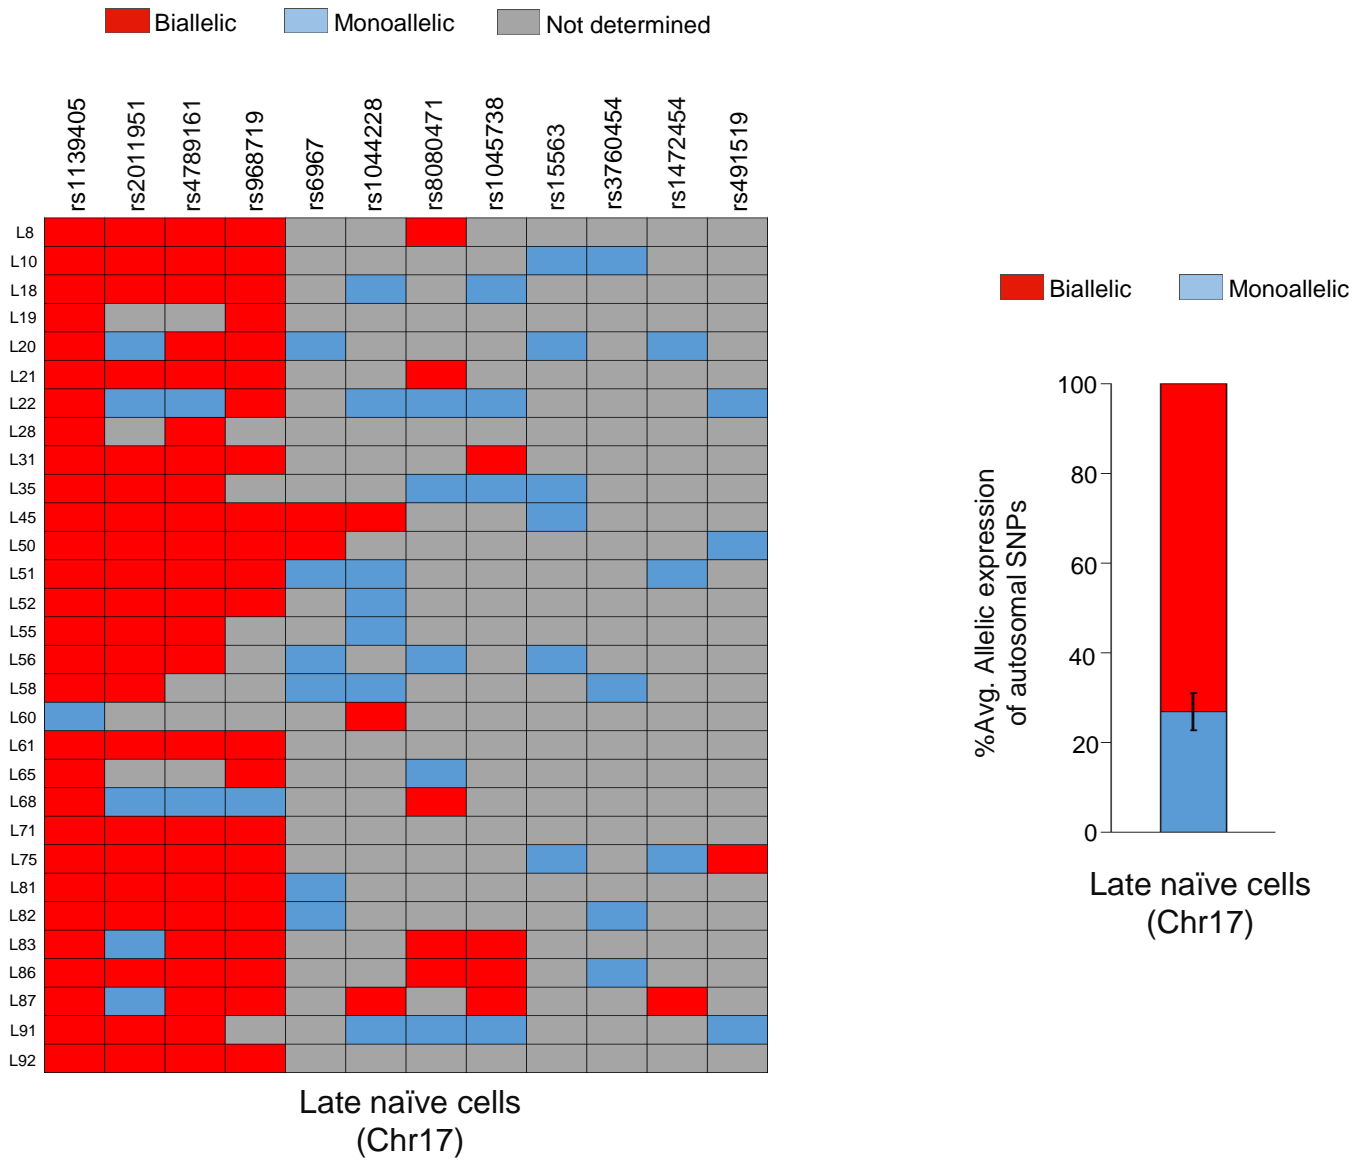 Biallelic Monoallelic Not determined
rs1139405 rs2011951 rs4789161 rs968719 rs6967 rs1044228 rs8080471 rs1045738 rs15563 rs3760454 rs1472454 rs491519
L8
L10
L18
L19
L20
L21
L22
L28
L31
L35
L45
L50
L51
L52
L55
L56
L58
L60
L61
L65
L68
L71
L75
L81
L82
L83
L86
L87
L91
L92
Late naïve cells
(Chr17)
Biallelic Monoallelic
%Avg. Allelic expression
of autosomal SNPs
100
80
60
40
20
0
Late naïve cells
(Chr17)